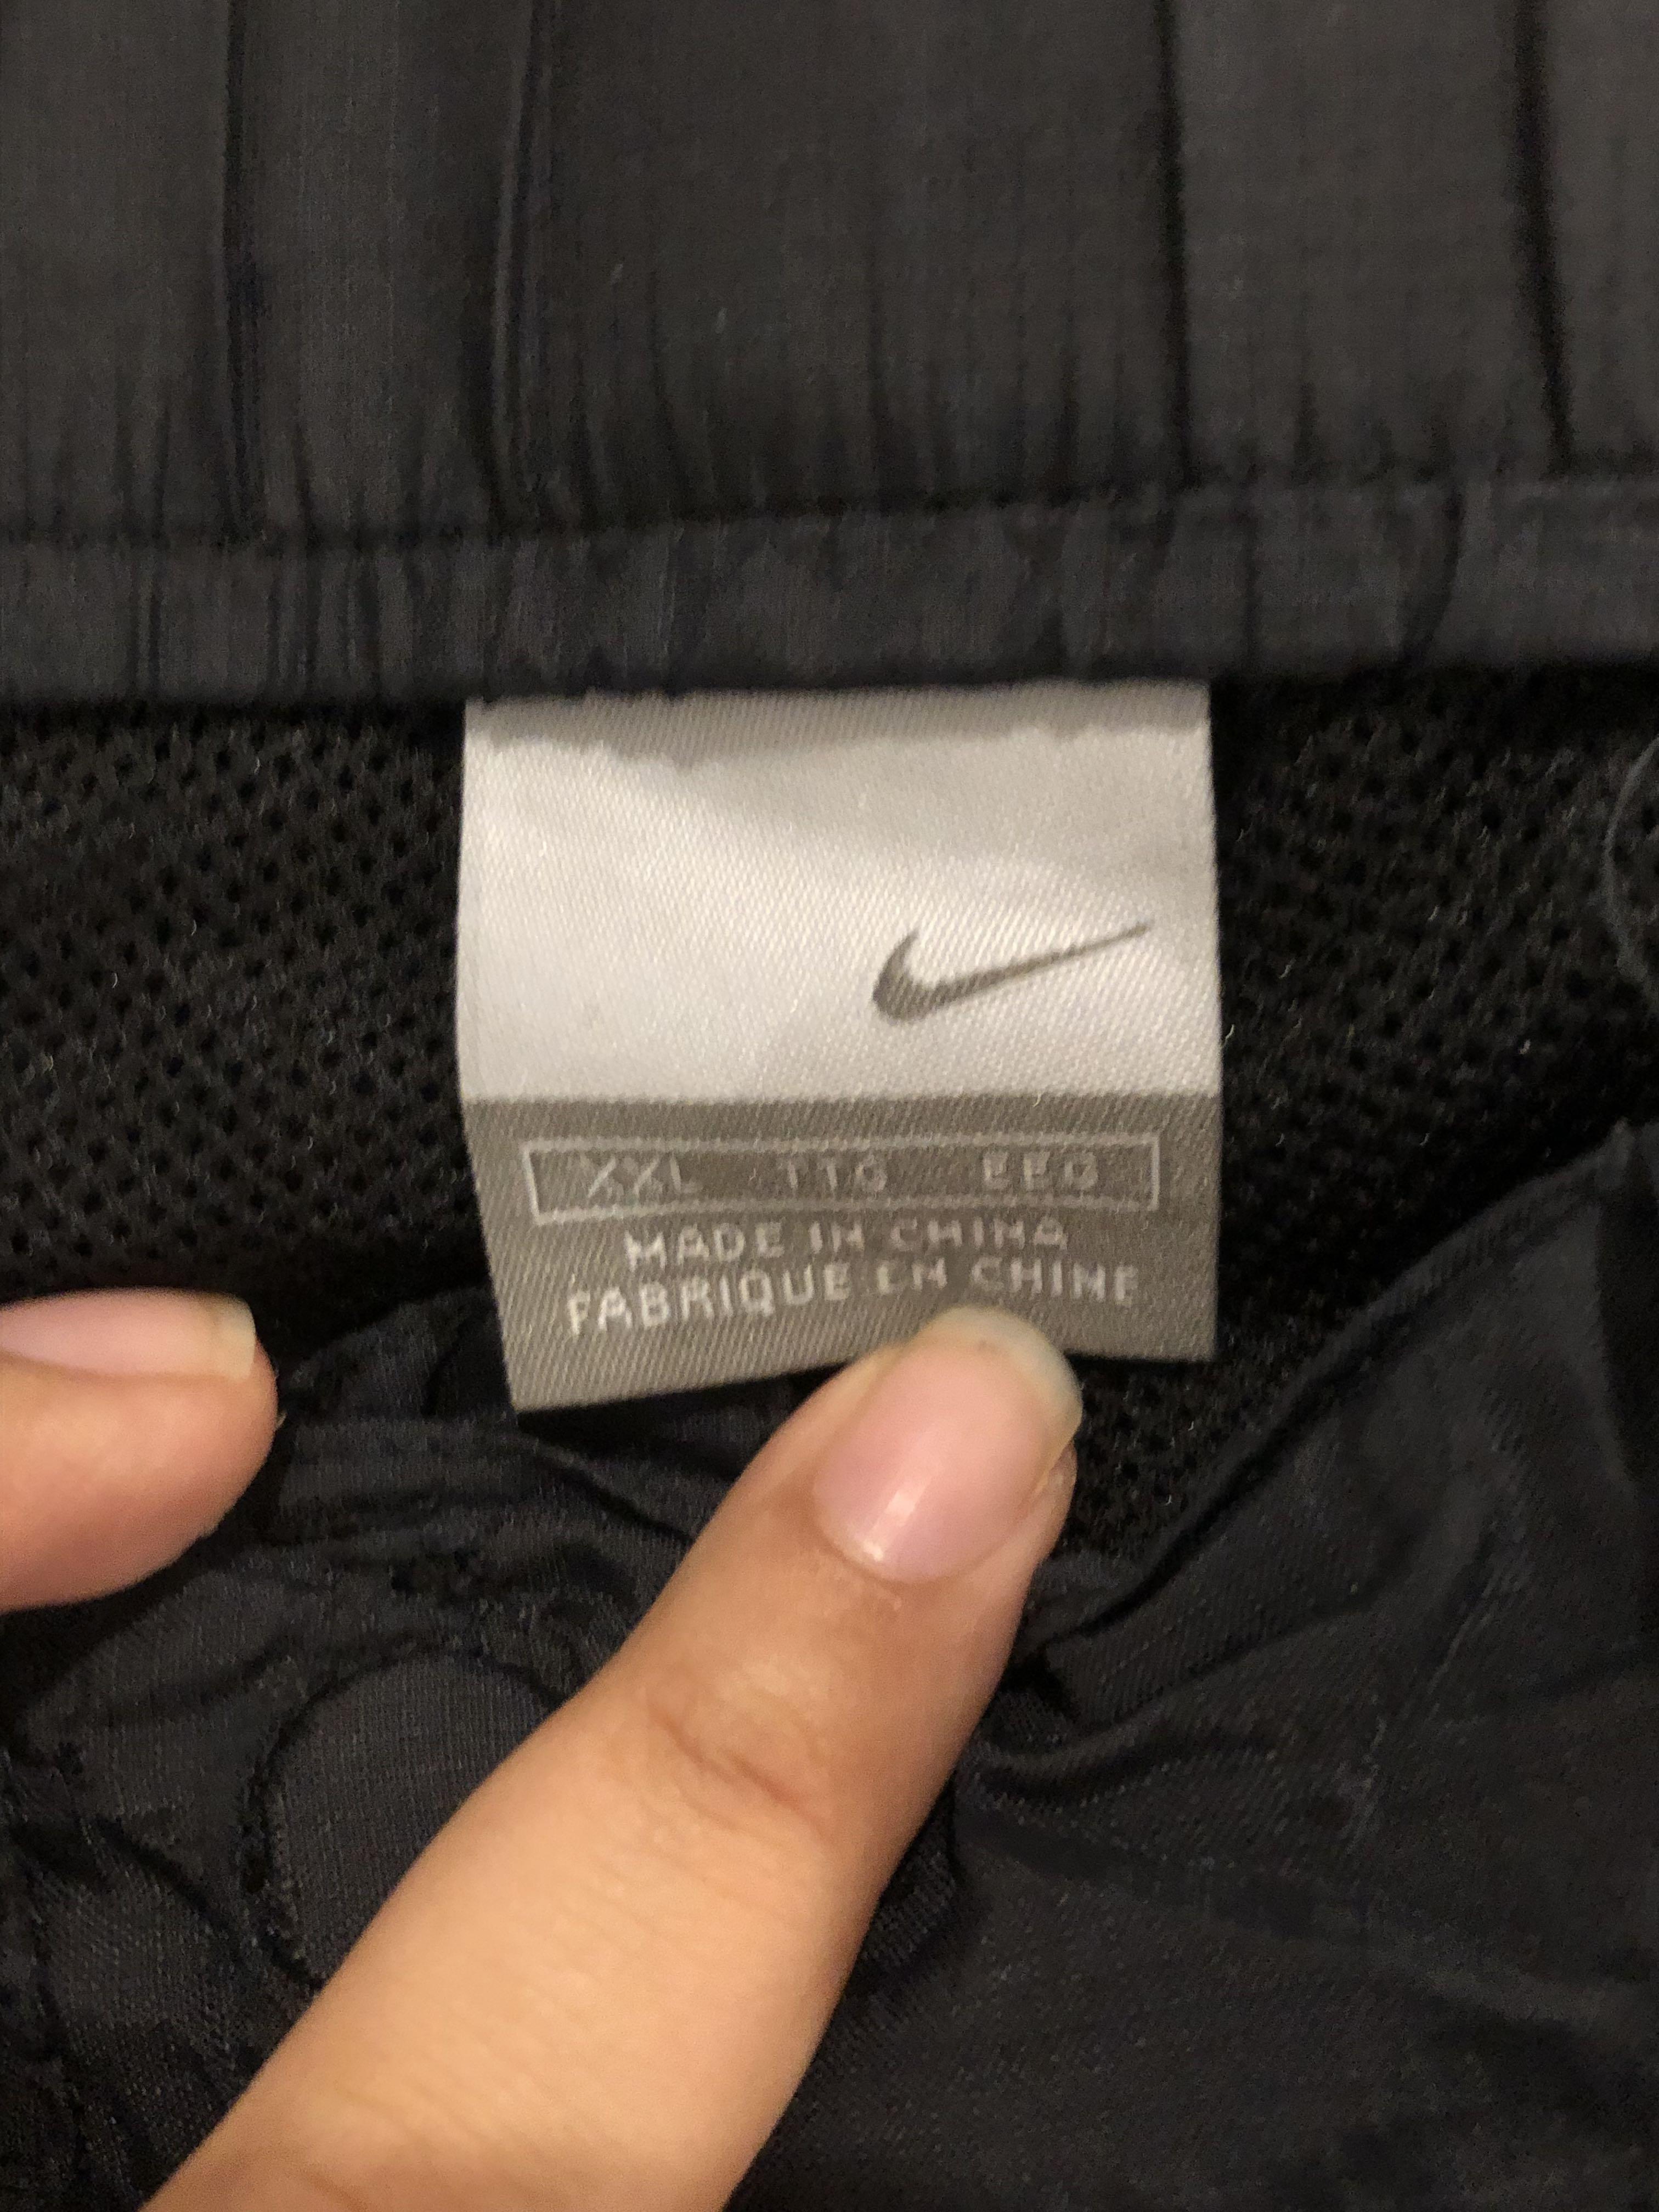 XXL TTG EEG
MADE IN CHINA
FABRIQUE EN CHINE